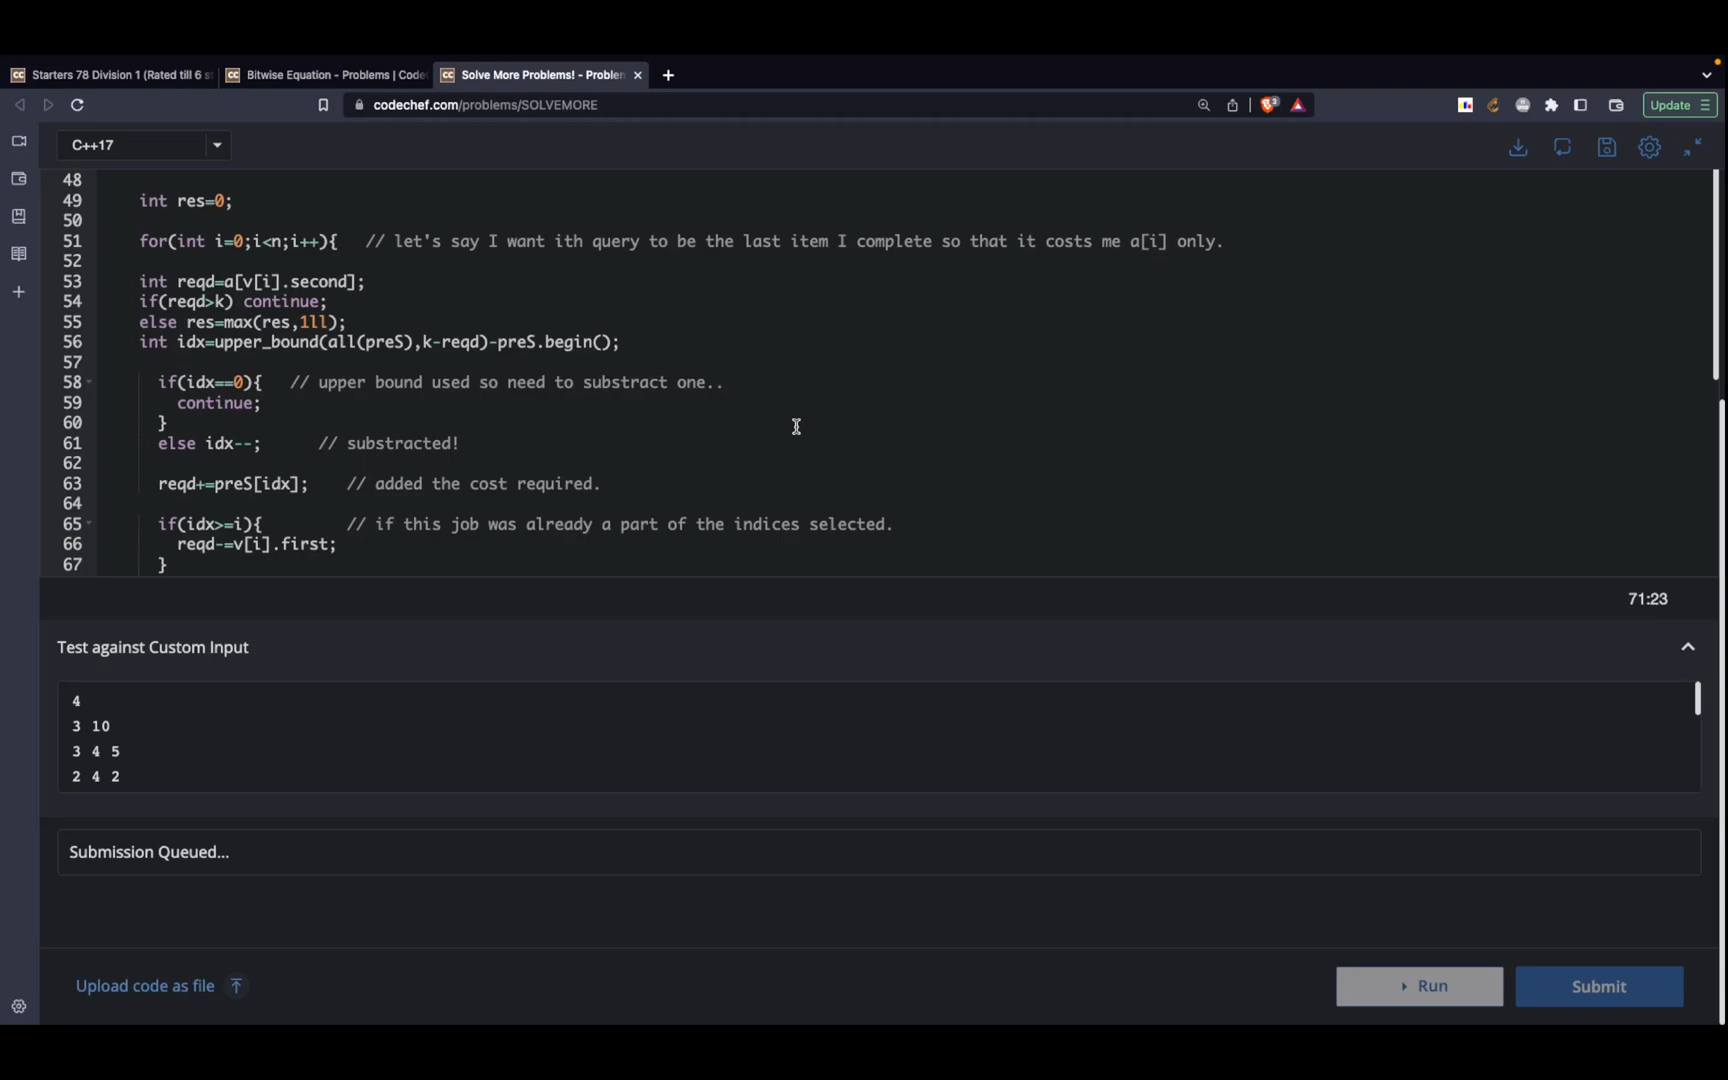 Starters 78 Division 1 (Rated till 6 s
Bitwise Equation - Problems | Code
Solve More Problems! - Problem
codechef.com/problems/SOLVEMORE
Update
C++17
48
49 int res=0;
50
51 for(int i=0;i<n;i++){ // let's say I want ith query to be the last item I complete so that it costs me a[i] only.
52
53 int reqd=a[v[i].second];
54 if(reqd>k) continue;
55 else res=max(res,1ll);
56 int idx=upper_bound(all(preS),k-reqd)-preS.begin();
57
58 if(idx==0){ // upper bound used so need to substract one..
59 continue;
60 }
61 else idx--; // substracted!
62
63 reqd+=preS[idx]; // added the cost required.
64
65 if(idx>=i){ // if this job was already a part of the indices selected.
66 reqd-=v[i].first;
67 }
71:23
Test against Custom Input
4
3 10
3 4 5
2 4 2
Submission Queued...
Upload code as file
Run
Submit